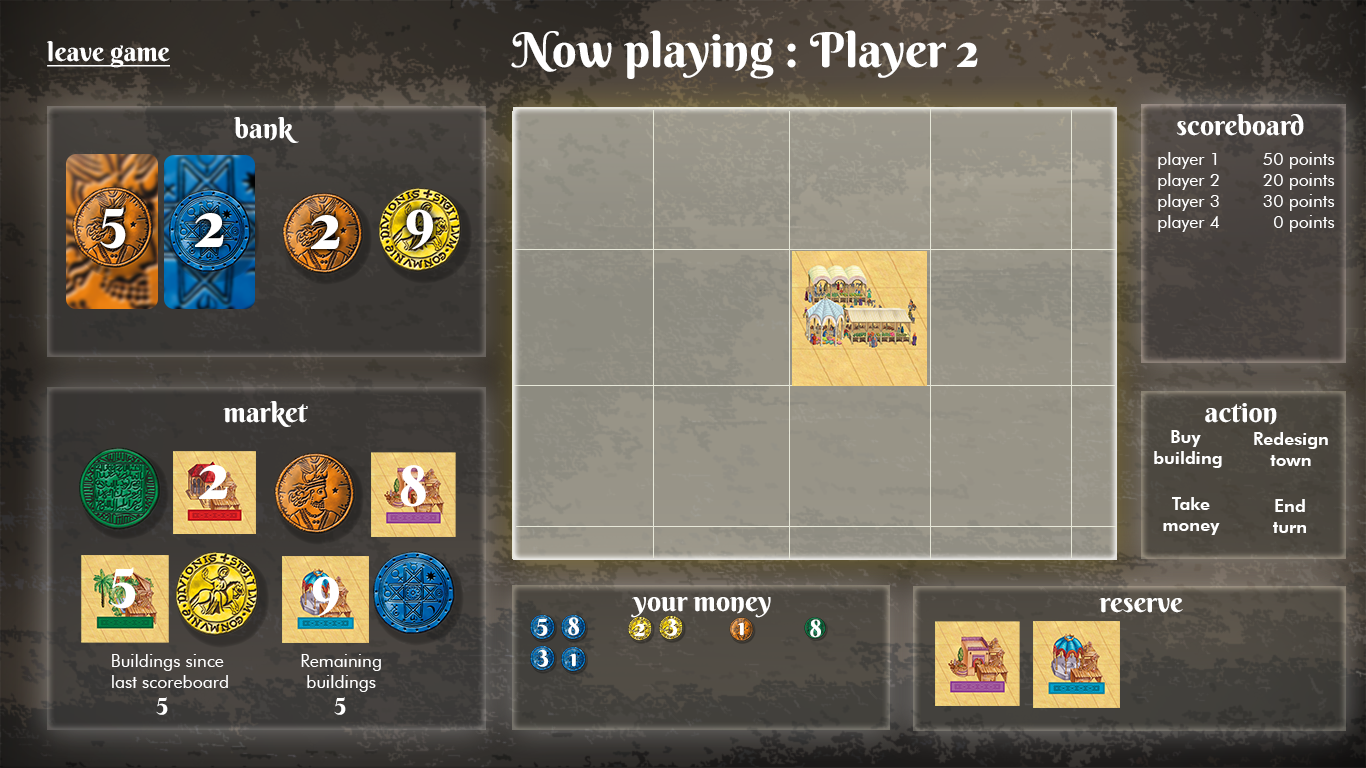 leave game
Now playing : Player 2
bank
5
2
2
9
market
2
8
5
9
Buildings since
last scoreboard
5
Remaining
buildings
5
your money
5 8 2 3 1 8
3 1
reserve
scoreboard
player 1 50 points
player 2 20 points
player 3 30 points
player 4 0 points
action
Buy
building
Redesign
town
Take
money
End
turn